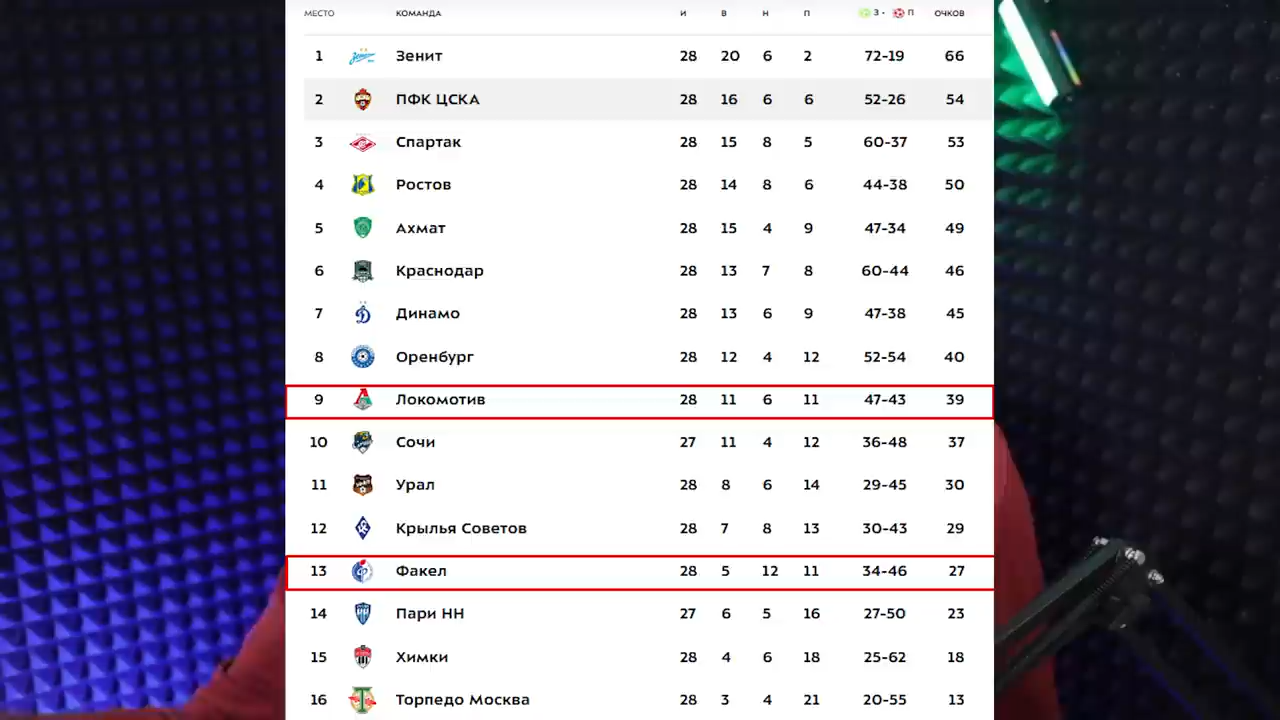 МЕСТО КОМАНДА И В Н П З - П ОЧКОВ
1 Зенит 28 20 6 2 72-19 66
2 ПФК ЦСКА 28 16 6 6 52-26 54
3 Спартак 28 15 8 5 60-37 53
4 Ростов 28 14 8 6 44-38 50
5 Ахмат 28 15 4 9 47-34 49
6 Краснодар 28 13 7 8 60-44 46
7 Динамо 28 13 6 9 47-38 45
8 Оренбург 28 12 4 12 52-54 40
9 Локомотив 28 11 6 11 47-43 39
10 Сочи 27 11 4 12 36-48 37
11 Урал 28 8 6 14 29-45 30
12 Крылья Советов 28 7 8 13 30-43 29
13 Факел 28 5 12 11 34-46 27
14 Пари НН 27 6 5 16 27-50 23
15 Химки 28 4 6 18 25-62 18
16 Торпедо Москва 28 3 4 21 20-55 13